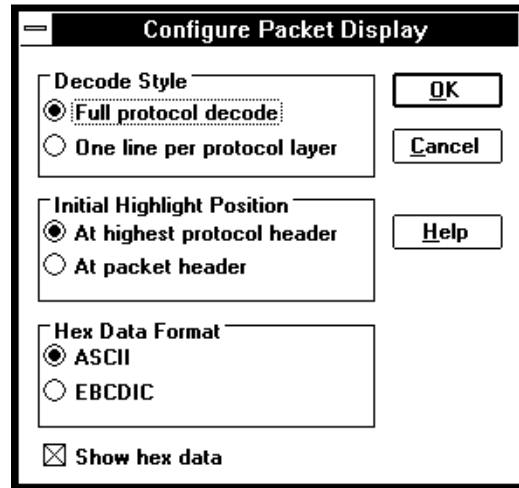 Configure Packet Display
Decode Style
Full protocol decode
One line per protocol layer
OK
Cancel
Initial Highlight Position
At highest protocol header
At packet header
Help
Hex Data Format
ASCII
EBCDIC
Show hex data